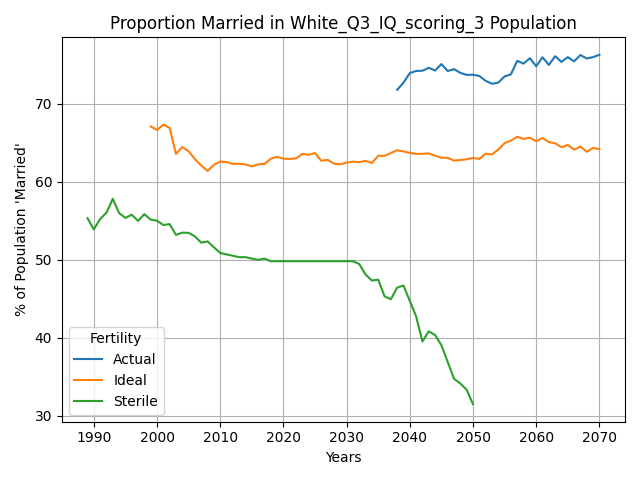 Proportion Married in White_Q3_IQ_scoring_3 Population
% of Population 'Married'
70
60
50
40
30
Fertility
Actual
Ideal
Sterile
1990 2000 2010 2020 2030 2040 2050 2060 2070
Years